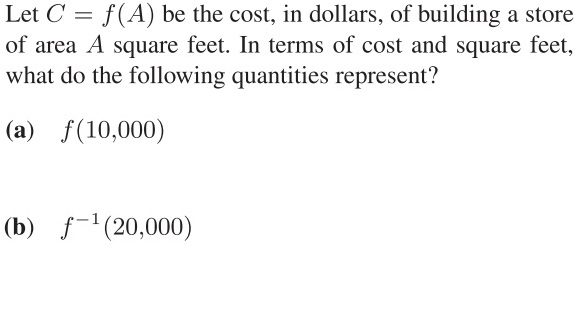 Let C = f(A) be the cost, in dollars, of building a store
of area A square feet. In terms of cost and square feet,
what do the following quantities represent?
(a) f(10,000)
(b) f⁻¹(20,000)